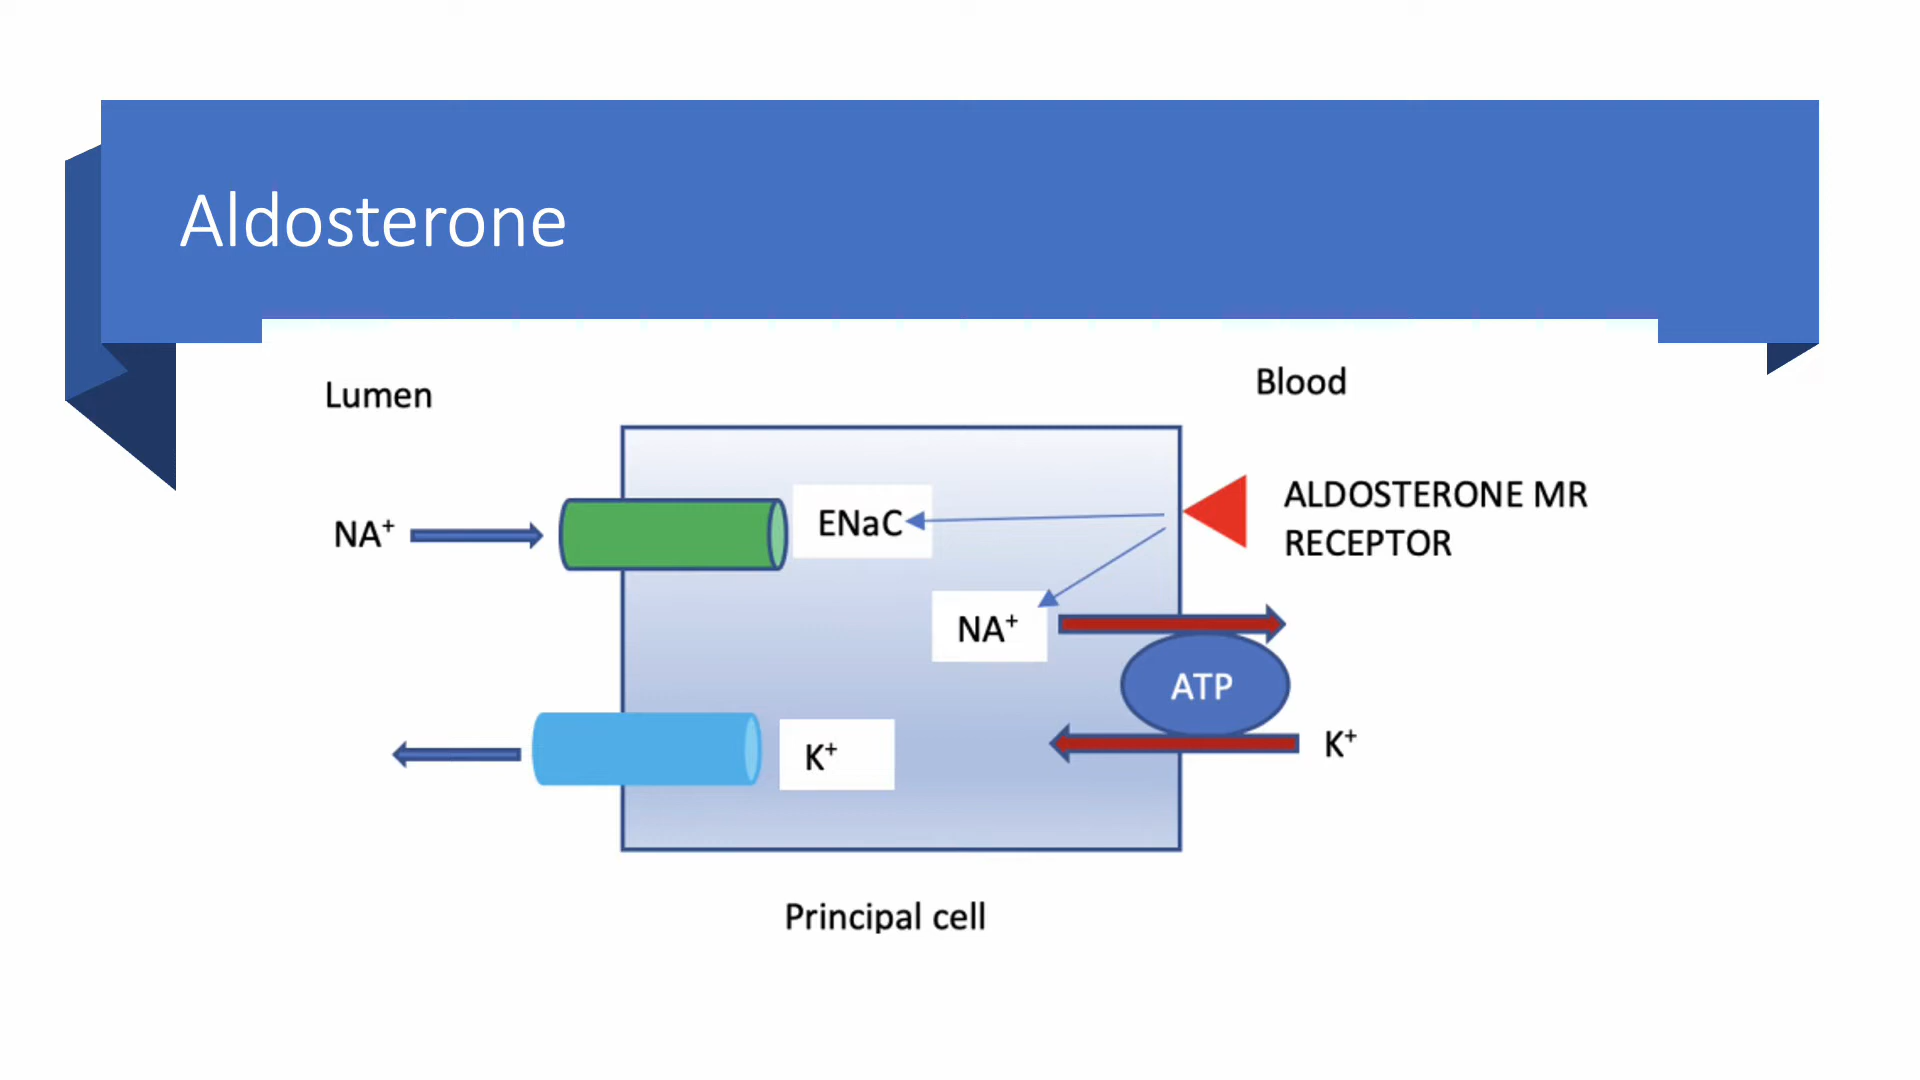 Aldosterone
Lumen
Blood
NA⁺
ENaC
ALDOSTERONE MR
RECEPTOR
NA⁺
ATP
K⁺
K⁺
Principal cell